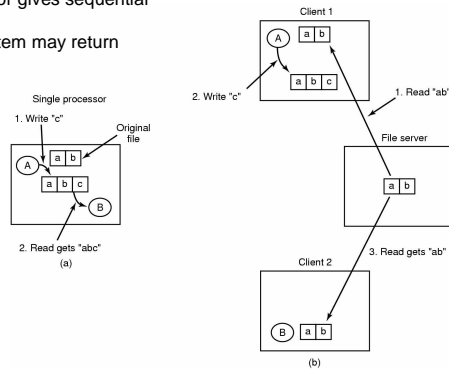 or gives sequential
tem may return
Client 1
A
a b
2. Write "c"
a b c
1. Read "ab"
Single processor
1. Write "c"
Original
file
A
a b
a b c
B
2. Read gets "abc"
(a)
File server
a b
3. Read gets "ab"
Client 2
B
a b
(b)